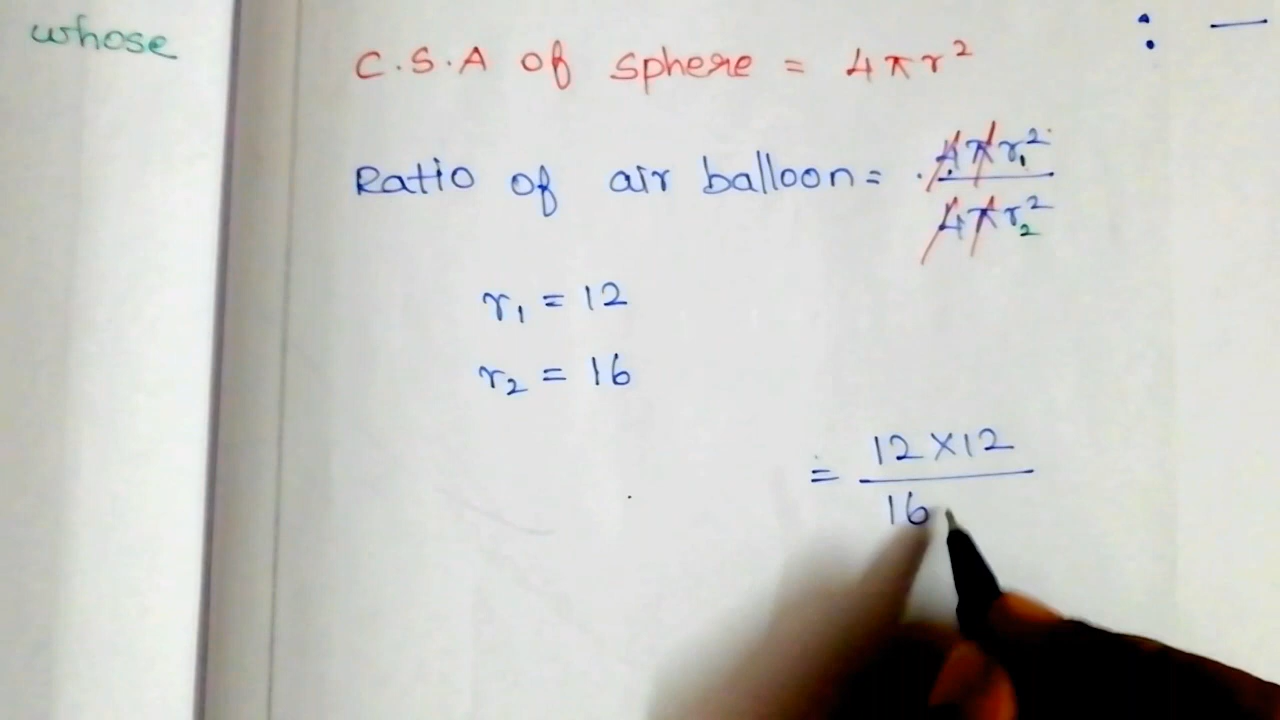 whose
: —
C.S.A of sphere = 4πr²
Ratio of air balloon = 4πr₁²/4πr₂²
r₁ = 12
r₂ = 16
= 12×12/16